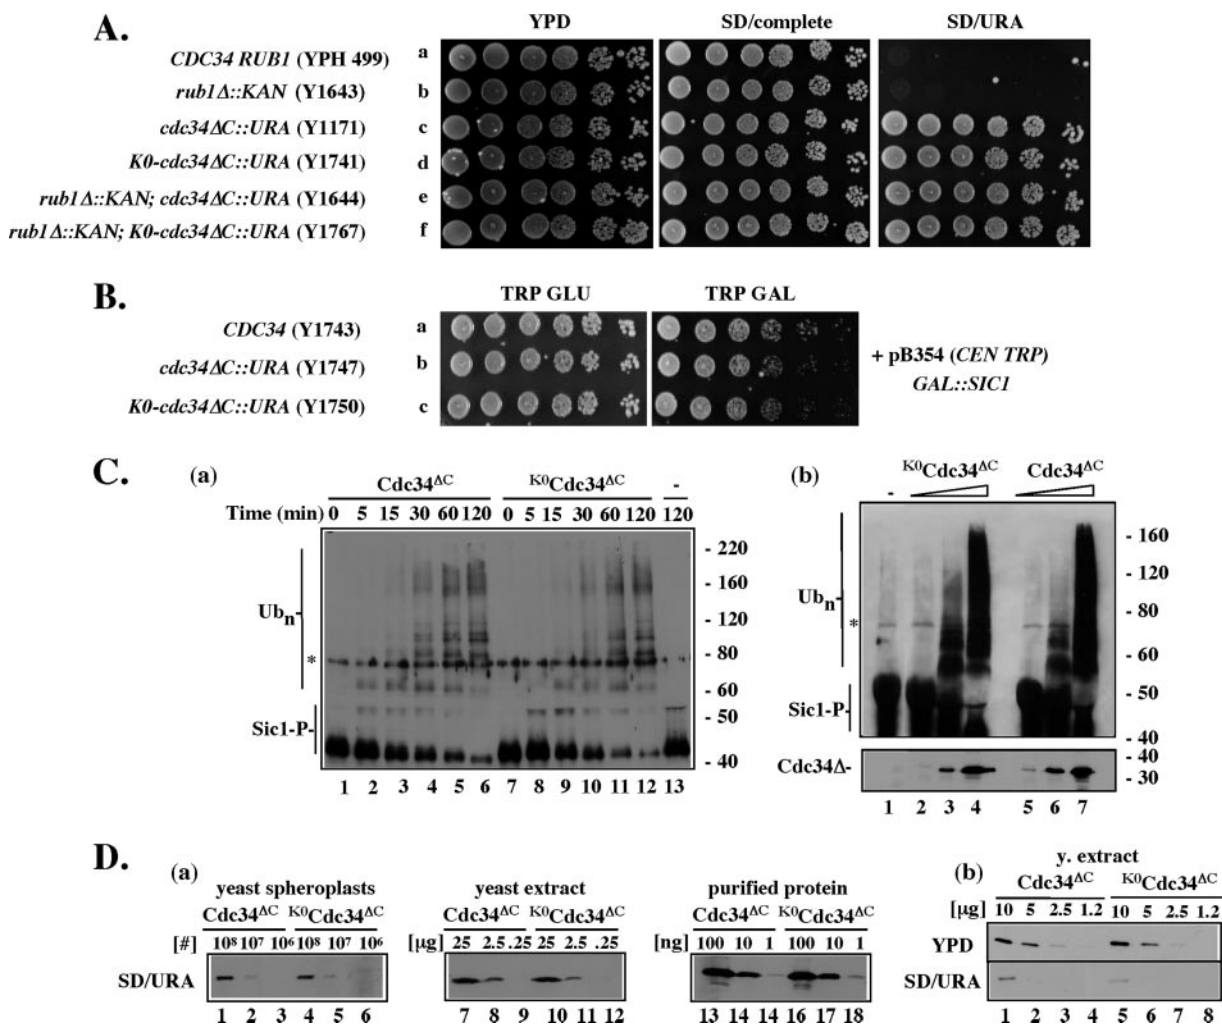 A.
YPD SD/complete SD/URA
CDC34 RUB1 (YPH 499) a
rub1Δ::KAN (Y1643) b
cdc34ΔC::URA (Y1171) c
K0-cdc34ΔC::URA (Y1741) d
rub1Δ::KAN; cdc34ΔC::URA (Y1644) e
rub1Δ::KAN; K0-cdc34ΔC::URA (Y1767) f
B.
TRP GLU TRP GAL
CDC34 (Y1743) a
cdc34ΔC::URA (Y1747) b
K0-cdc34ΔC::URA (Y1750) c
+ pB354 (CEN TRP)
GAL::SIC1
C.
(a)
Cdc34ΔC K0Cdc34ΔC -
Time (min) 0 5 15 30 60 120 0 5 15 30 60 120 120
- 220
- 160
Ubn-
- 120
- 80
*
- 60
- 50
Sic1-P-
- 40
1 2 3 4 5 6 7 8 9 10 11 12 13
(b)
K0Cdc34ΔC Cdc34ΔC
-
- 160
- 120
Ubn-
- 80
*
- 60
- 50
Sic1-P-
- 40
- 40
Cdc34Δ-
- 30
1 2 3 4 5 6 7
D.
(a)
yeast spheroplasts yeast extract purified protein
Cdc34ΔC K0Cdc34ΔC Cdc34ΔC K0Cdc34ΔC Cdc34ΔC K0Cdc34ΔC
[#] 10⁸ 10⁷ 10⁶ 10⁸ 10⁷ 10⁶ [µg] 25 2.5 .25 25 2.5 .25 [ng] 100 10 1 100 10 1
SD/URA
1 2 3 4 5 6 7 8 9 10 11 12 13 14 14 16 17 18
(b)
y. extract
Cdc34ΔC K0Cdc34ΔC
[µg] 10 5 2.5 1.2 10 5 2.5 1.2
YPD
SD/URA
1 2 3 4 5 6 7 8